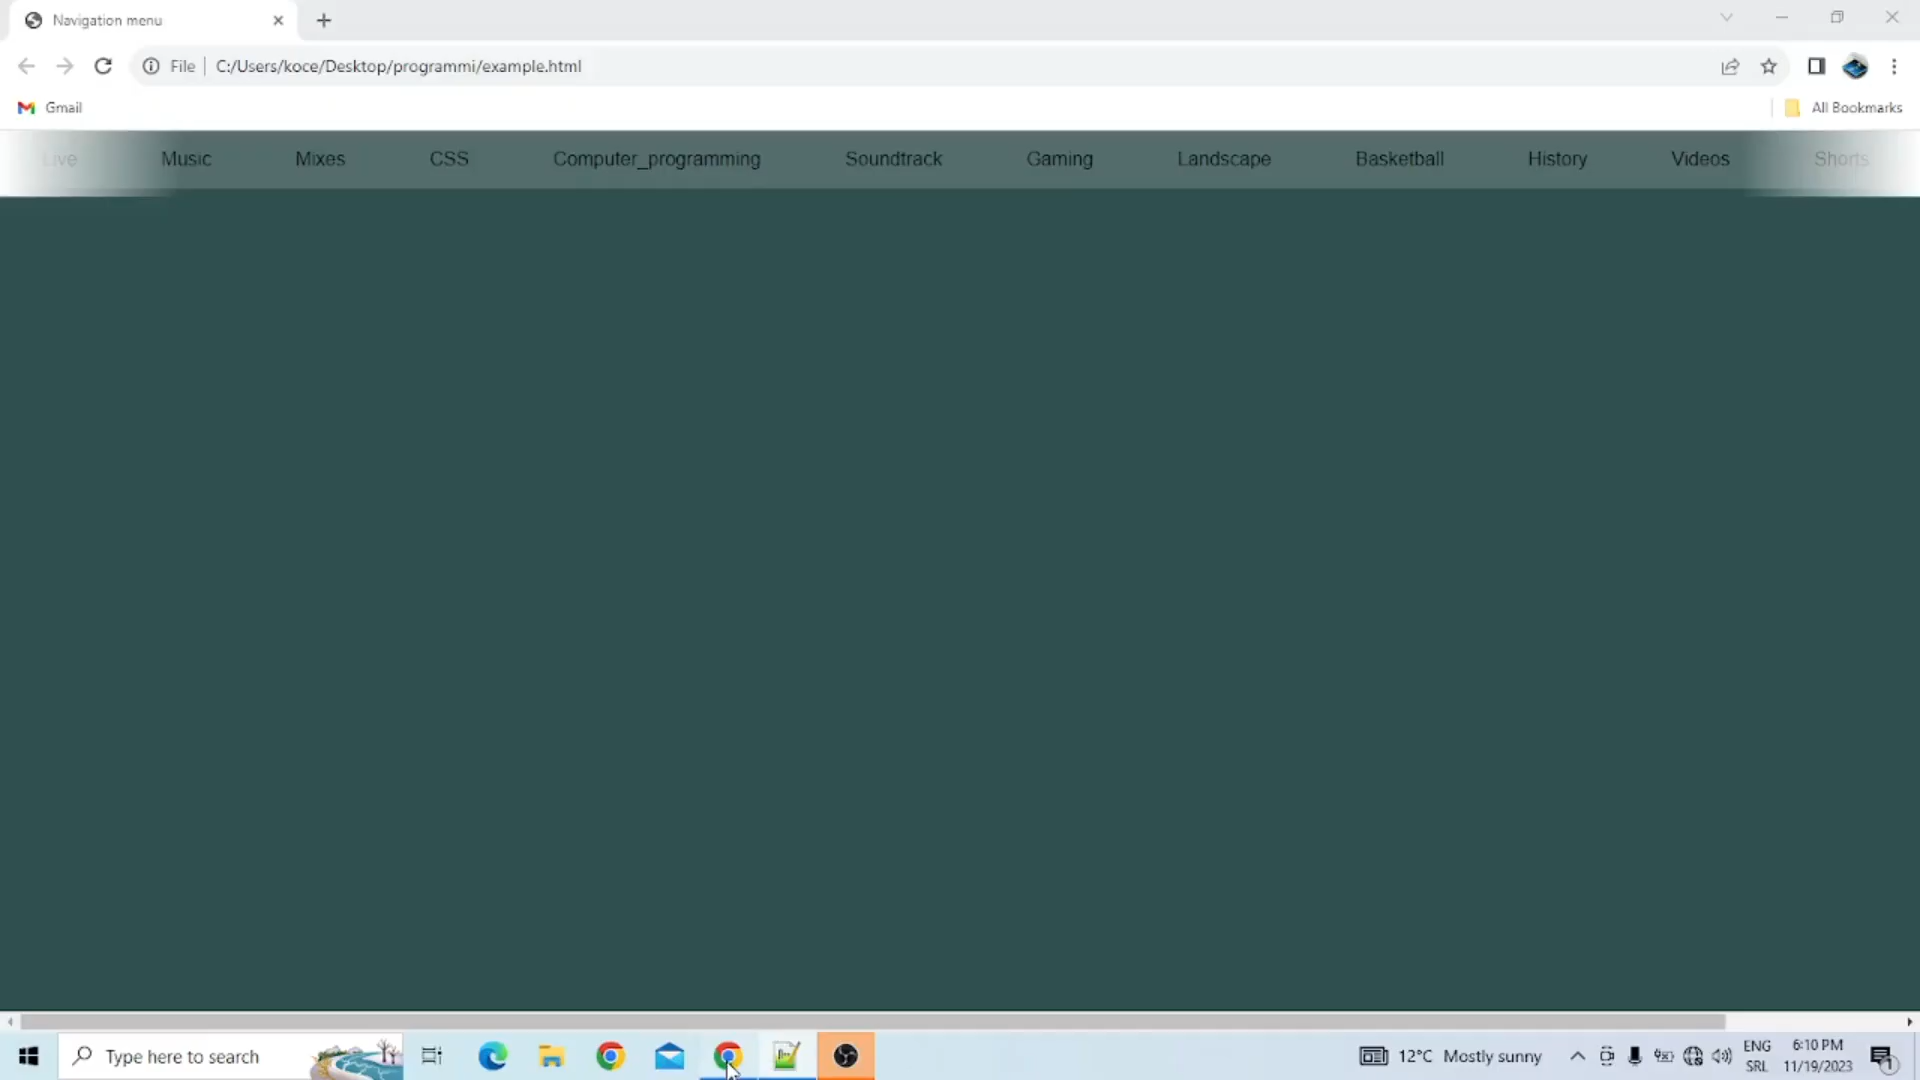 Navigation menu
File C:/Users/koce/Desktop/programmi/example.html
Gmail
All Bookmarks
Live Music Mixes CSS Computer_programming Soundtrack Gaming Landscape Basketball History Videos Shorts
Type here to search
12°C Mostly sunny
ENG
SRL
6:10 PM
11/19/2023
1